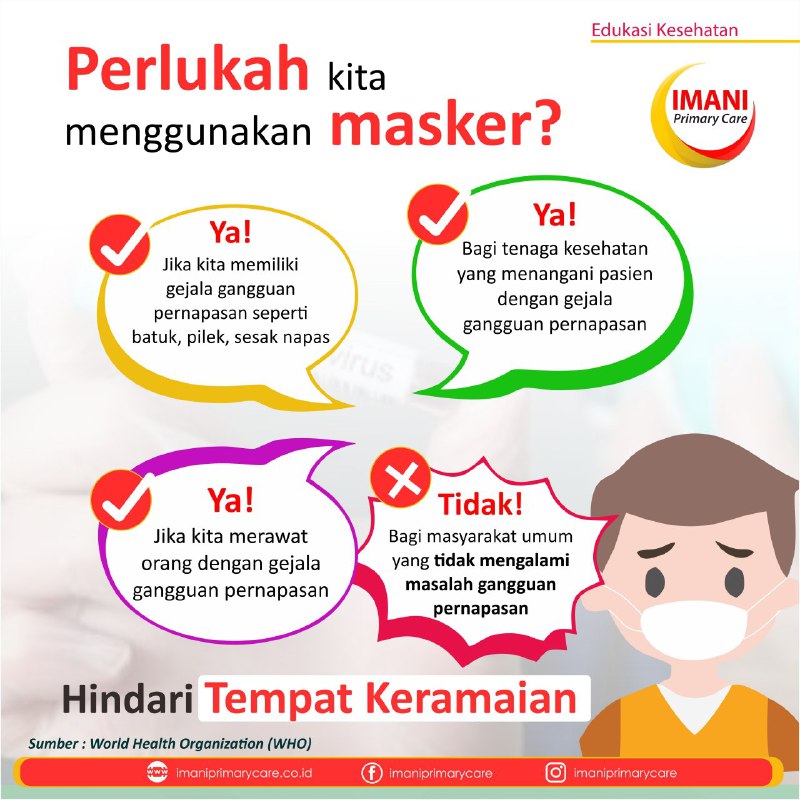 Edukasi Kesehatan
IMANI
Primary Care
Perlukah kita
menggunakan masker?
Ya!
Jika kita memiliki
gejala gangguan
pernapasan seperti
batuk, pilek, sesak napas
Ya!
Bagi tenaga kesehatan
yang menangani pasien
dengan gejala
gangguan pernapasan
virus
Ya!
Jika kita merawat
orang dengan gejala
gangguan pernapasan
Tidak!
Bagi masyarakat umum
yang tidak mengalami
masalah gangguan
pernapasan
Hindari Tempat Keramaian
Sumber : World Health Organization (WHO)
www imaniprimarycare.co.id
f imaniprimarycare
imaniprimarycare